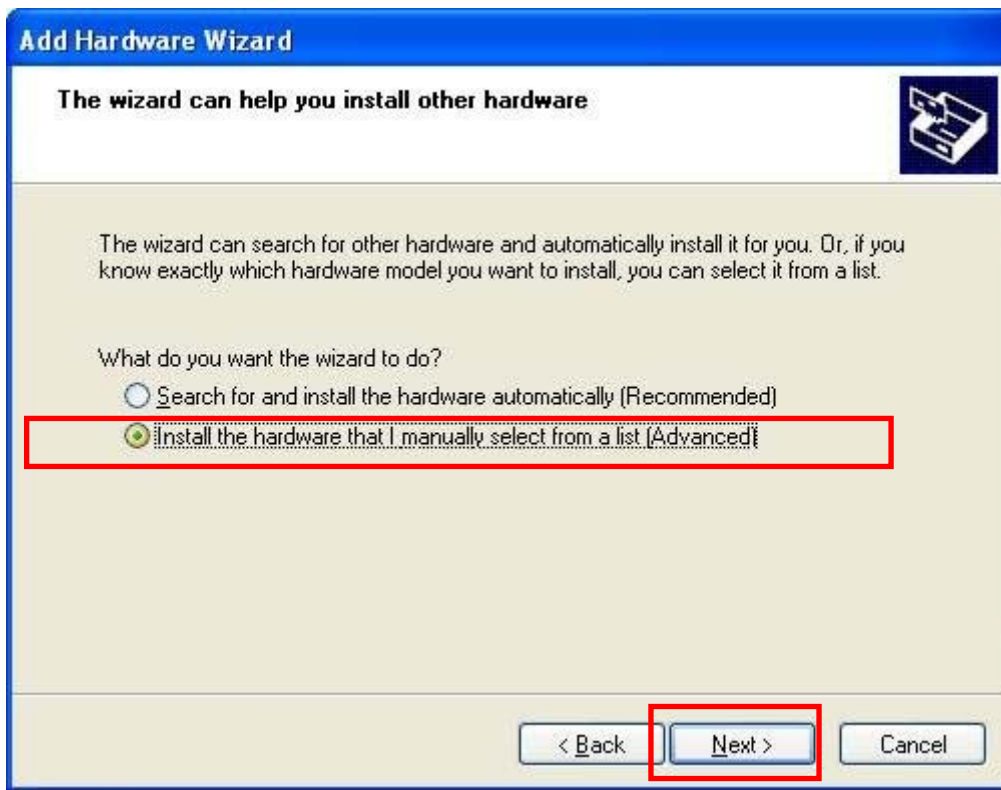 Add Hardware Wizard
The wizard can help you install other hardware
The wizard can search for other hardware and automatically install it for you. Or, if you
know exactly which hardware model you want to install, you can select it from a list.
What do you want the wizard to do?
Search for and install the hardware automatically (Recommended)
Install the hardware that I manually select from a list (Advanced)
< Back
Next >
Cancel